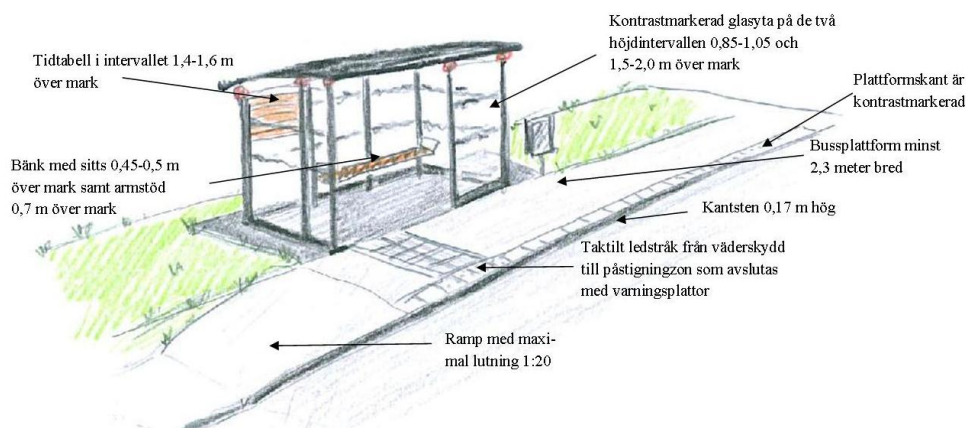 Tidtabell i intervallet 1,4-1,6 m
över mark
Kontrastmarkerad glasyta på de två
höjdintervallen 0,85-1,05 och
1,5-2,0 m över mark
Plattformskant är
kontrastmarkerad
Bänk med sitts 0,45-0,5 m
över mark samt armstöd
0,7 m över mark
Bussplattform minst
2,3 meter bred
Kantsten 0,17 m hög
Taktilt ledstråk från väderskydd
till påstigningzon som avslutas
med varningsplattor
Ramp med maxi-
mal lutning 1:20